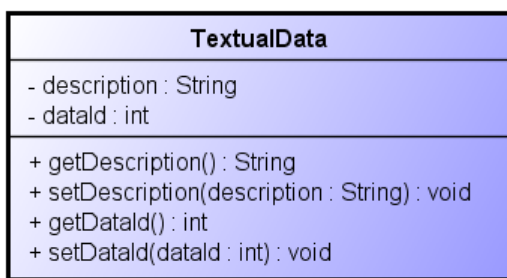 TextualData
- description : String
- dataId : int
+ getDescription() : String
+ setDescription(description : String) : void
+ getDataId() : int
+ setDataId(dataId : int) : void